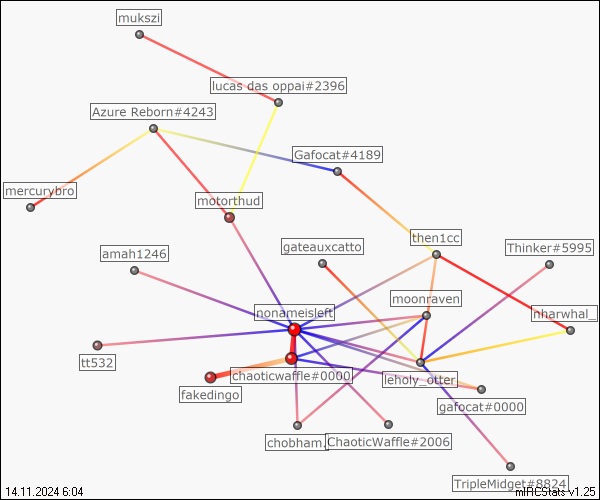 mukszi
lucas das oppai#2396
Azure Reborn#4243
Gafocat#4189
mercurybro
motorthud
amah1246
gateauxcatto
then1cc
Thinker#5995
nonameisleft
moonraven
nharwhal_
tt532
chaoticwaffle#0000
leholy_otter
fakedingo
gafocat#0000
chobham.
ChaoticWaffle#2006
TripleMidget#8824
14.11.2024 6:04
mIRCStats v1.25